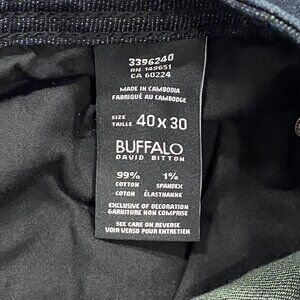 3396240
RN 149651
CA 60224
MADE IN CAMBODIA
FABRIQUÉ AU CAMBODGE
SIZE
TAILLE 40 x 30
BUFFALO
DAVID BITTON
99% 1%
COTTON SPANDEX
COTON ÉLASTHANNE
EXCLUSIVE OF DECORATION
GARNITURE NON COMPRISE
SEE CARE ON REVERSE
VOIR VERSO POUR ENTRETIEN